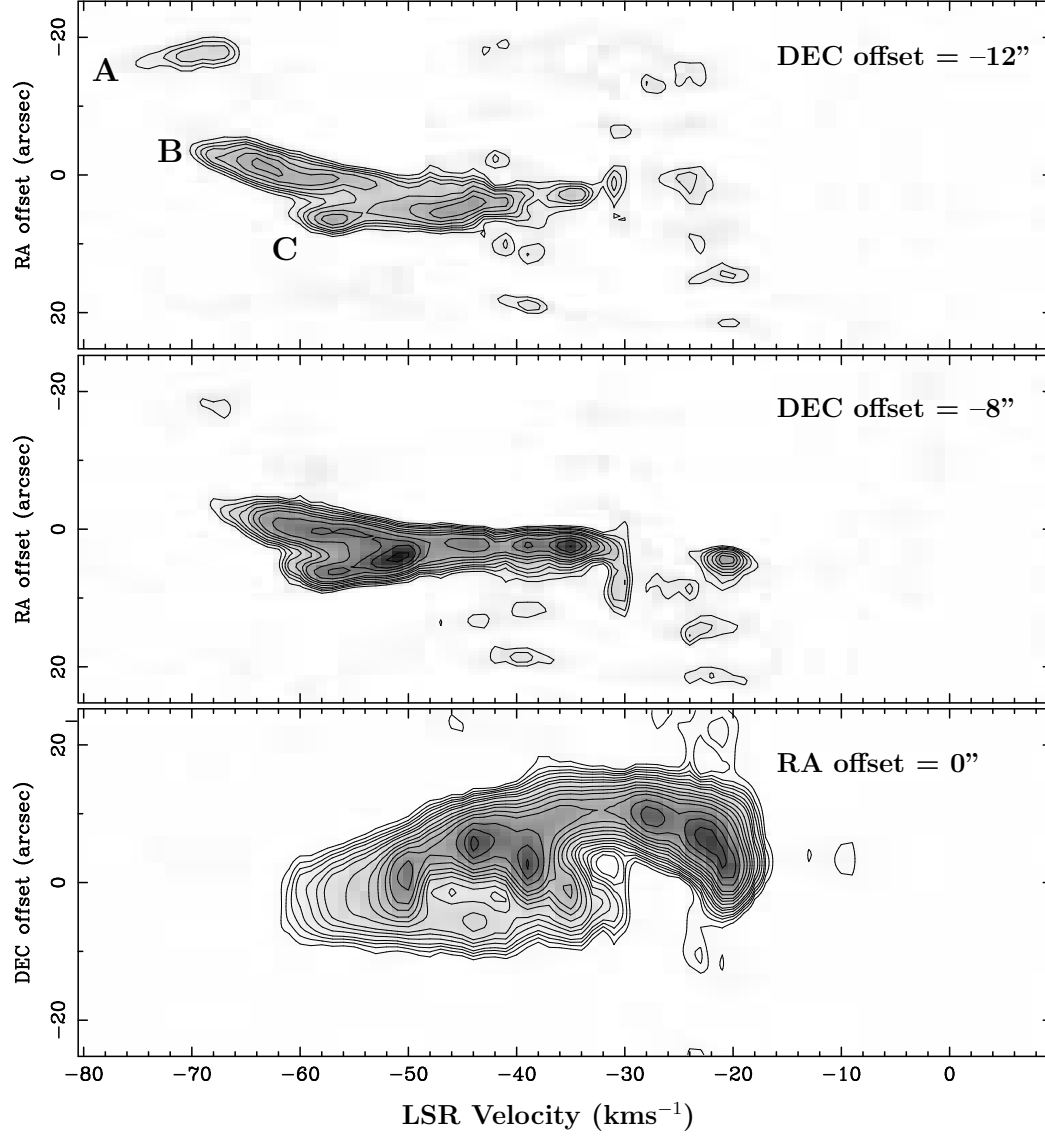 −20
0
20
RA offset (arcsec)
A
B
C
DEC offset = –12”
−20
0
20
RA offset (arcsec)
DEC offset = –8”
20
0
−20
DEC offset (arcsec)
RA offset = 0”
−80 −70 −60 −50 −40 −30 −20 −10 0
LSR Velocity (kms−1)